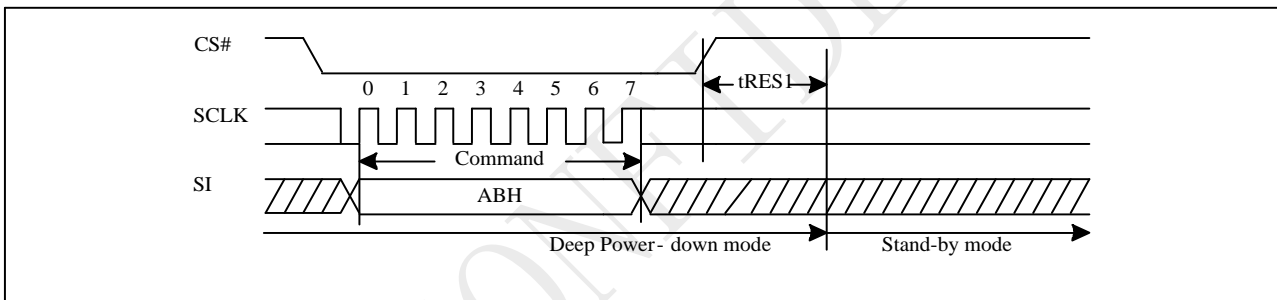 CS#
tRES1
0 1 2 3 4 5 6 7
SCLK
Command
SI
ABH
Deep Power- down mode Stand-by mode